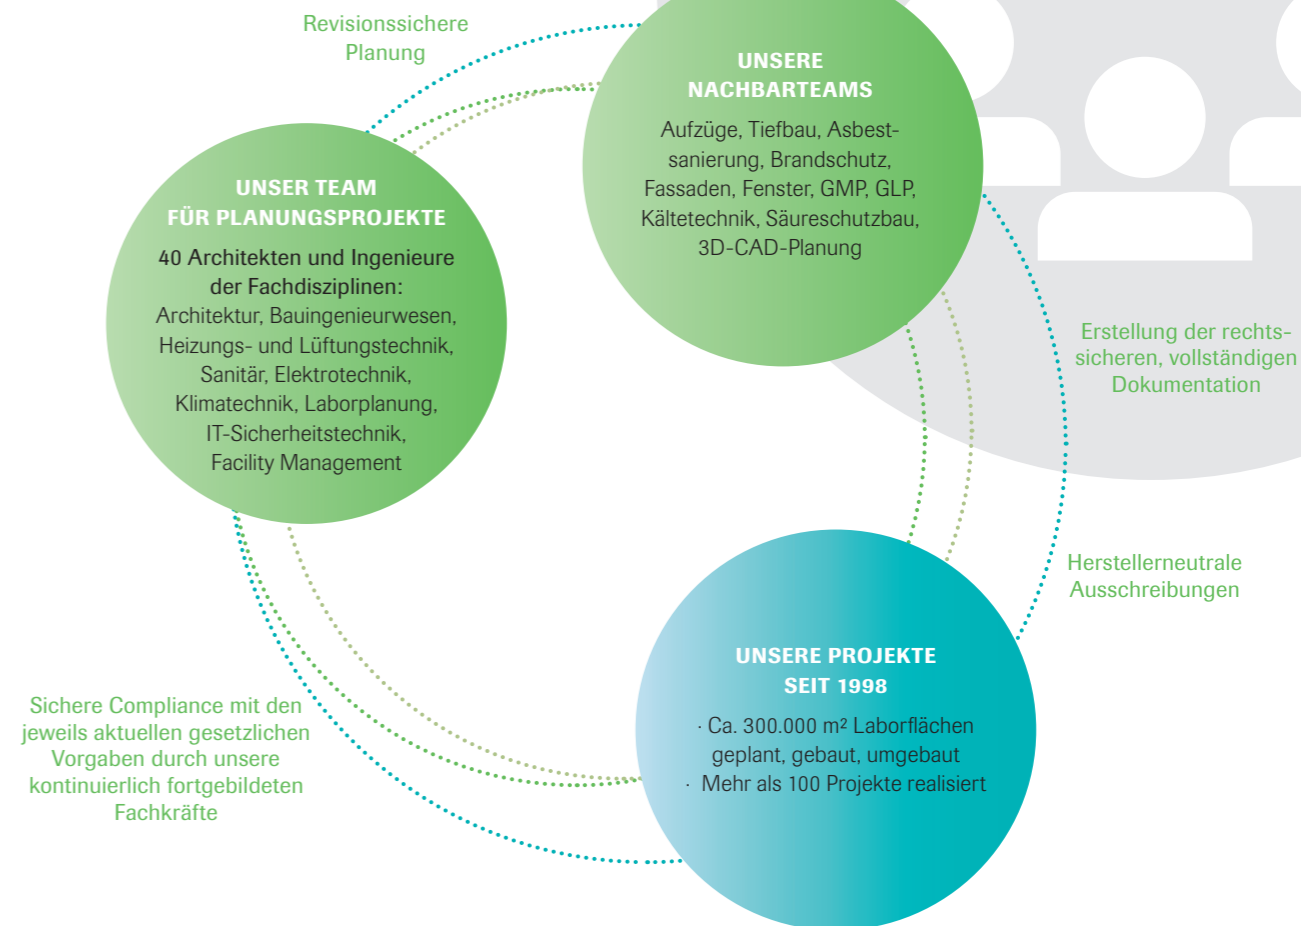 Revisionssichere
Planung
UNSERE
NACHBARTEAMS
Aufzüge, Tiefbau, Asbest-
sanierung, Brandschutz,
Fassaden, Fenster, GMP, GLP,
Kältetechnik, Säureschutzbau,
3D-CAD-Planung
UNSER TEAM
FÜR PLANUNGSPROJEKTE
40 Architekten und Ingenieure
der Fachdisziplinen:
Architektur, Bauingenieurwesen,
Heizungs- und Lüftungstechnik,
Sanitär, Elektrotechnik,
Klimatechnik, Laborplanung,
IT-Sicherheitstechnik,
Facility Management
Erstellung der rechts-
sicheren, vollständigen
Dokumentation
Herstellerneutrale
Ausschreibungen
UNSERE PROJEKTE
SEIT 1998
· Ca. 300.000 m² Laborflächen
geplant, gebaut, umgebaut
· Mehr als 100 Projekte realisiert
Sichere Compliance mit den
jeweils aktuellen gesetzlichen
Vorgaben durch unsere
kontinuierlich fortgebildeten
Fachkräfte